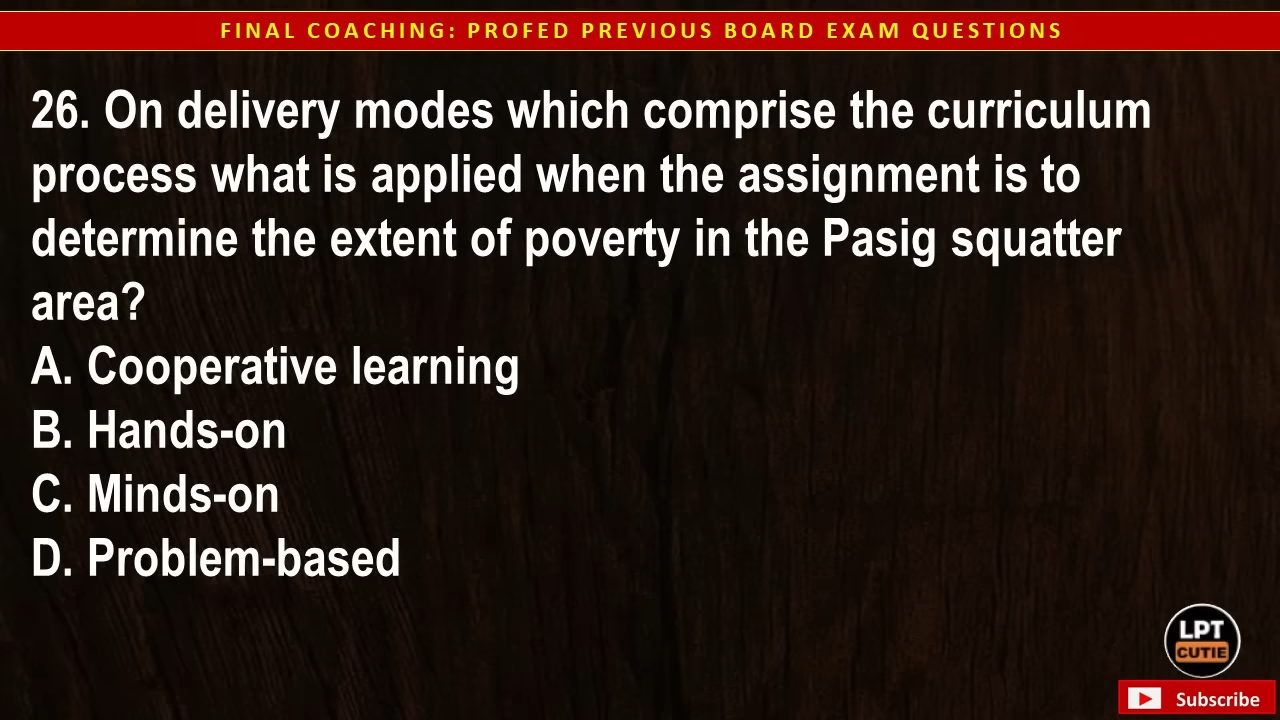 FINAL COACHING: PROFED PREVIOUS BOARD EXAM QUESTIONS
26. On delivery modes which comprise the curriculum
process what is applied when the assignment is to
determine the extent of poverty in the Pasig squatter
area?
A. Cooperative learning
B. Hands-on
C. Minds-on
D. Problem-based
LPT
CUTIE
Subscribe